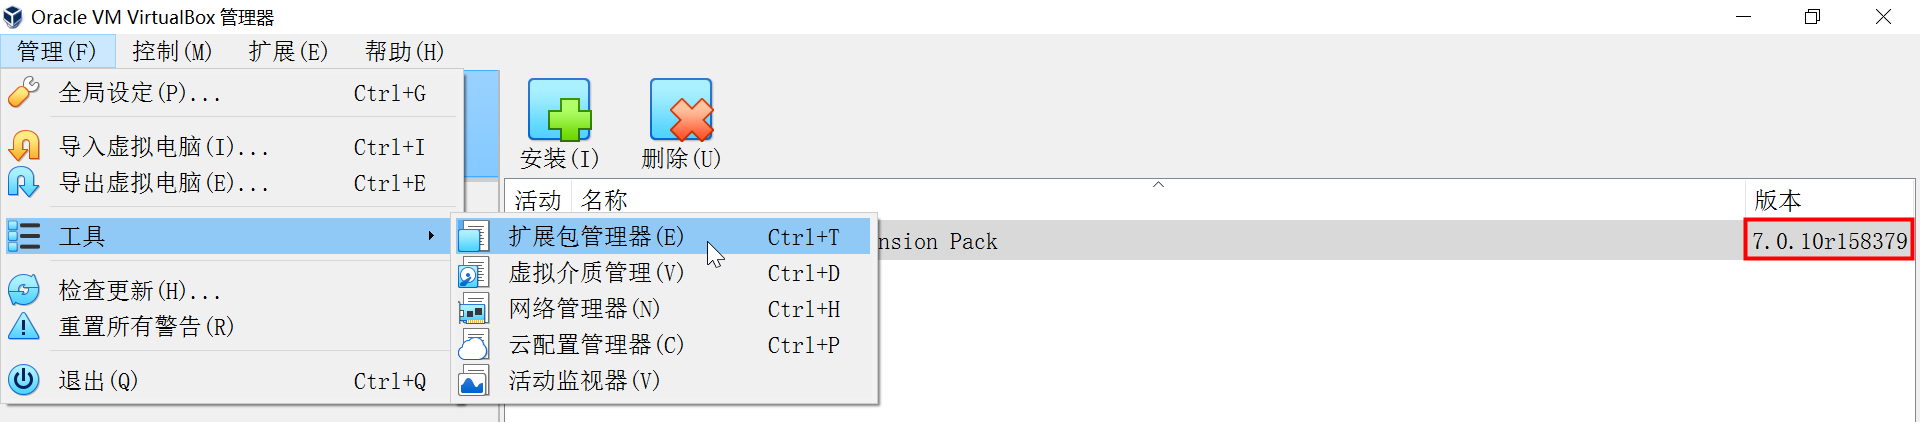 Oracle VM VirtualBox 管理器
管理(F) 控制(M) 扩展(E) 帮助(H)
全局设定(P)... Ctrl+G
导入虚拟电脑(I)... Ctrl+I
导出虚拟电脑(E)... Ctrl+E
工具
检查更新(H)...
重置所有警告(R)
退出(Q) Ctrl+Q
扩展包管理器(E) Ctrl+T
虚拟介质管理(V) Ctrl+D
网络管理器(N) Ctrl+H
云配置管理器(C) Ctrl+P
活动监视器(V)
安装(I) 删除(U)
活动 名称 版本
nsion Pack 7.0.10r158379